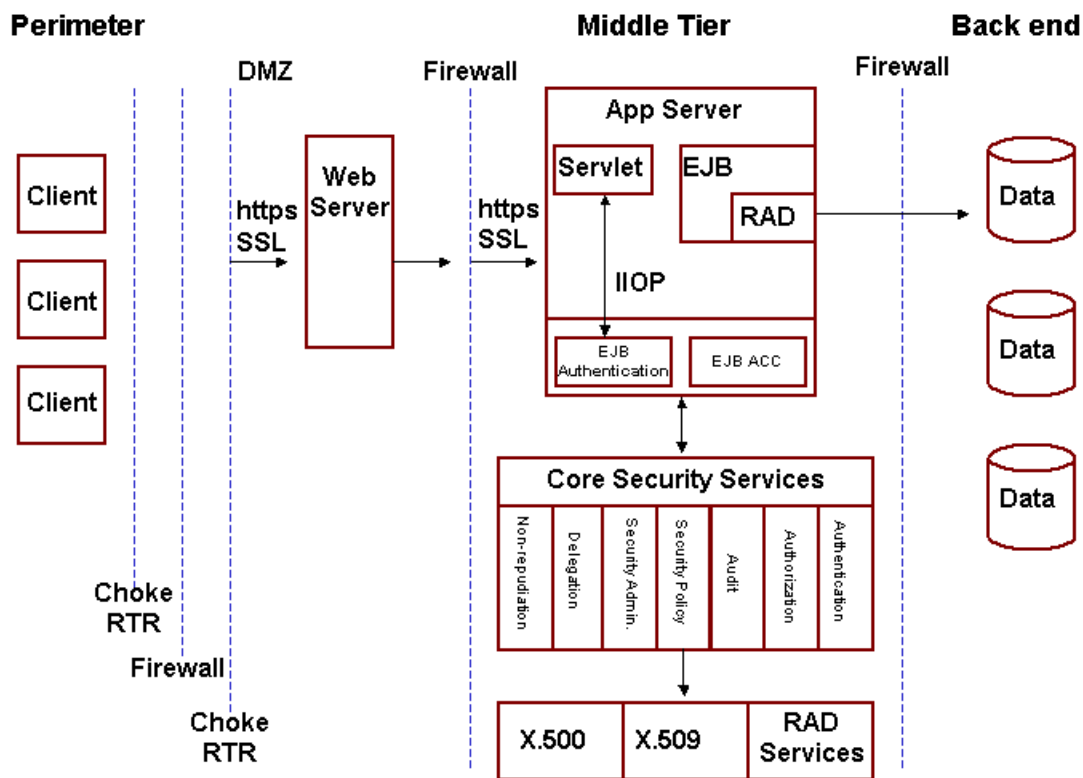 Perimeter
Middle Tier
Back end
DMZ
Firewall
Firewall
Client
Client
Client
https
SSL
Web
Server
https
SSL
App Server
Servlet
EJB
RAD
IIOP
EJB
Authentication
EJB ACC
Data
Data
Data
Core Security Services
Non-repudiation
Delegation
Security Admin.
Security Policy
Audit
Authorization
Authentication
Choke
RTR
Firewall
Choke
RTR
X.500
X.509
RAD
Services